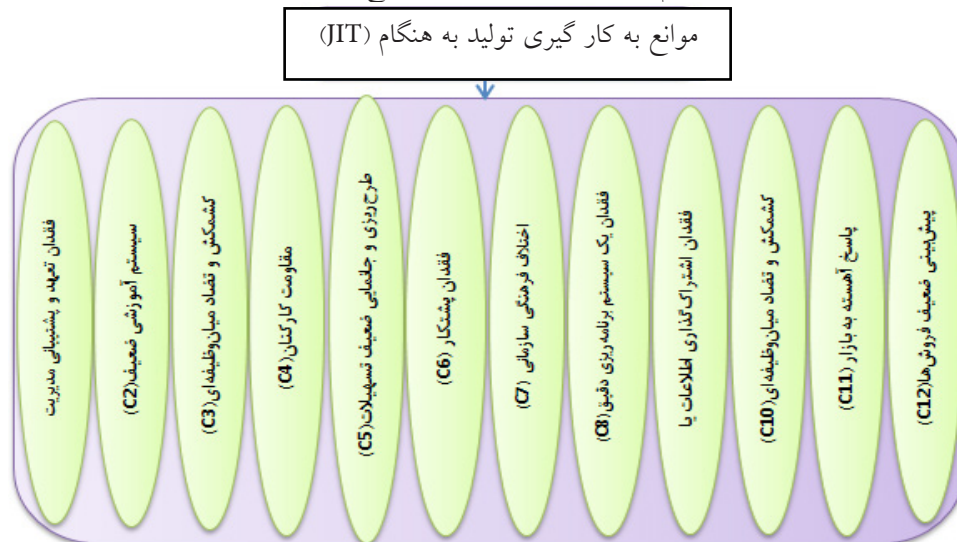 موانع به کار گیری تولید به هنگام (JIT)
فقدان تعهد و پشتیبانی مدیریت
سیستم آموزشی ضعیف(C2)
کشمکش و تضاد میان‌وظیفه‌ای(C3)
مقاومت کارکنان(C4)
طرح‌ریزی و جانمایی ضعیف تسهیلات(C5)
فقدان پشتکار (C6)
اختلاف فرهنگی سازمانی (C7)
فقدان یک سیستم برنامه‌ریزی دقیق(C8)
فقدان اشتراک‌گذاری اطلاعات یا
کشمکش و تضاد میان‌وظیفه‌ای(C10)
پاسخ آهسته به بازار (C11)
پیش‌بینی ضعیف فروش‌ها(C12)